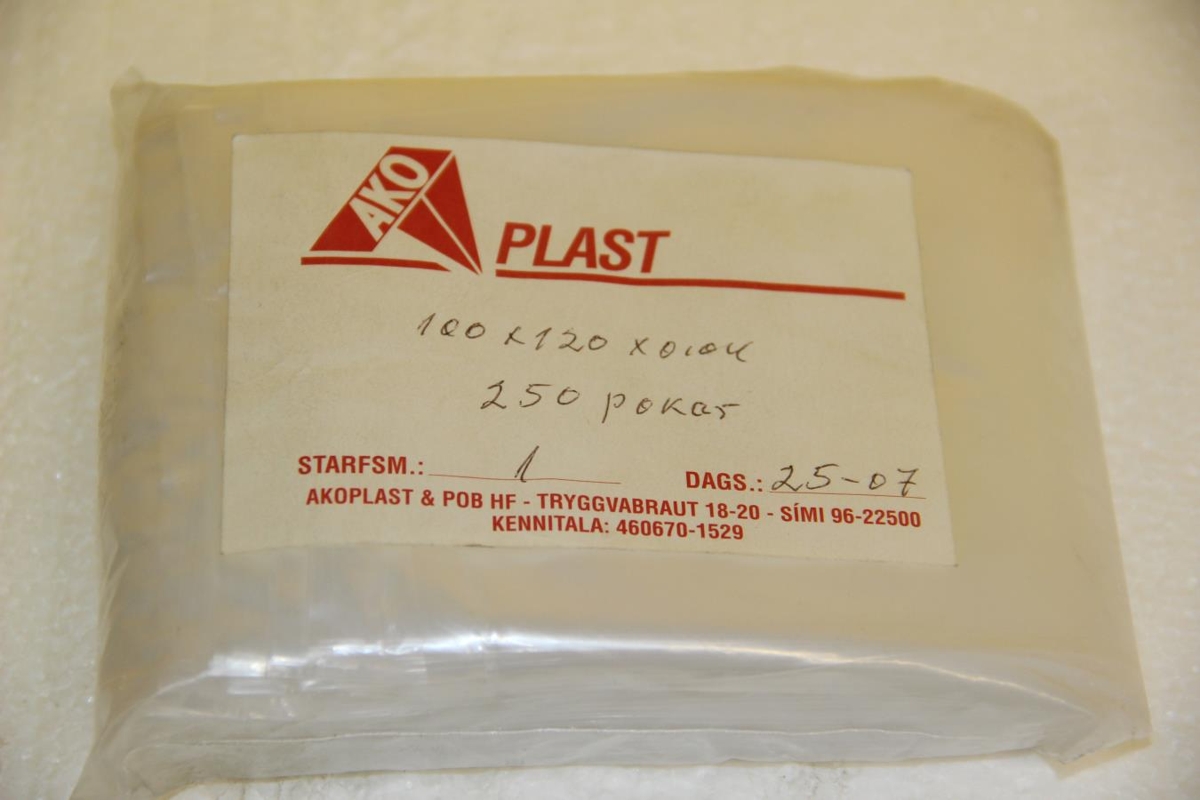 AKO
PLAST
100 x 120 x 0.04
250 pokar
STARFSM.: 1 DAGS.: 25-07
AKOPLAST & POB HF - TRYGGVABRAUT 18-20 - SÍMI 96-22500
KENNITALA: 460670-1529